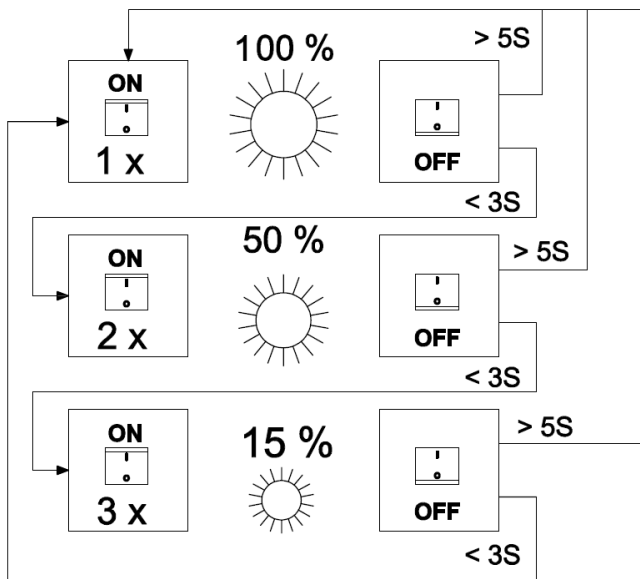 100 %
> 5S
ON
1 x
OFF
< 3S
50 %
ON
2 x
> 5S
OFF
< 3S
15 %
ON
3 x
> 5S
OFF
< 3S